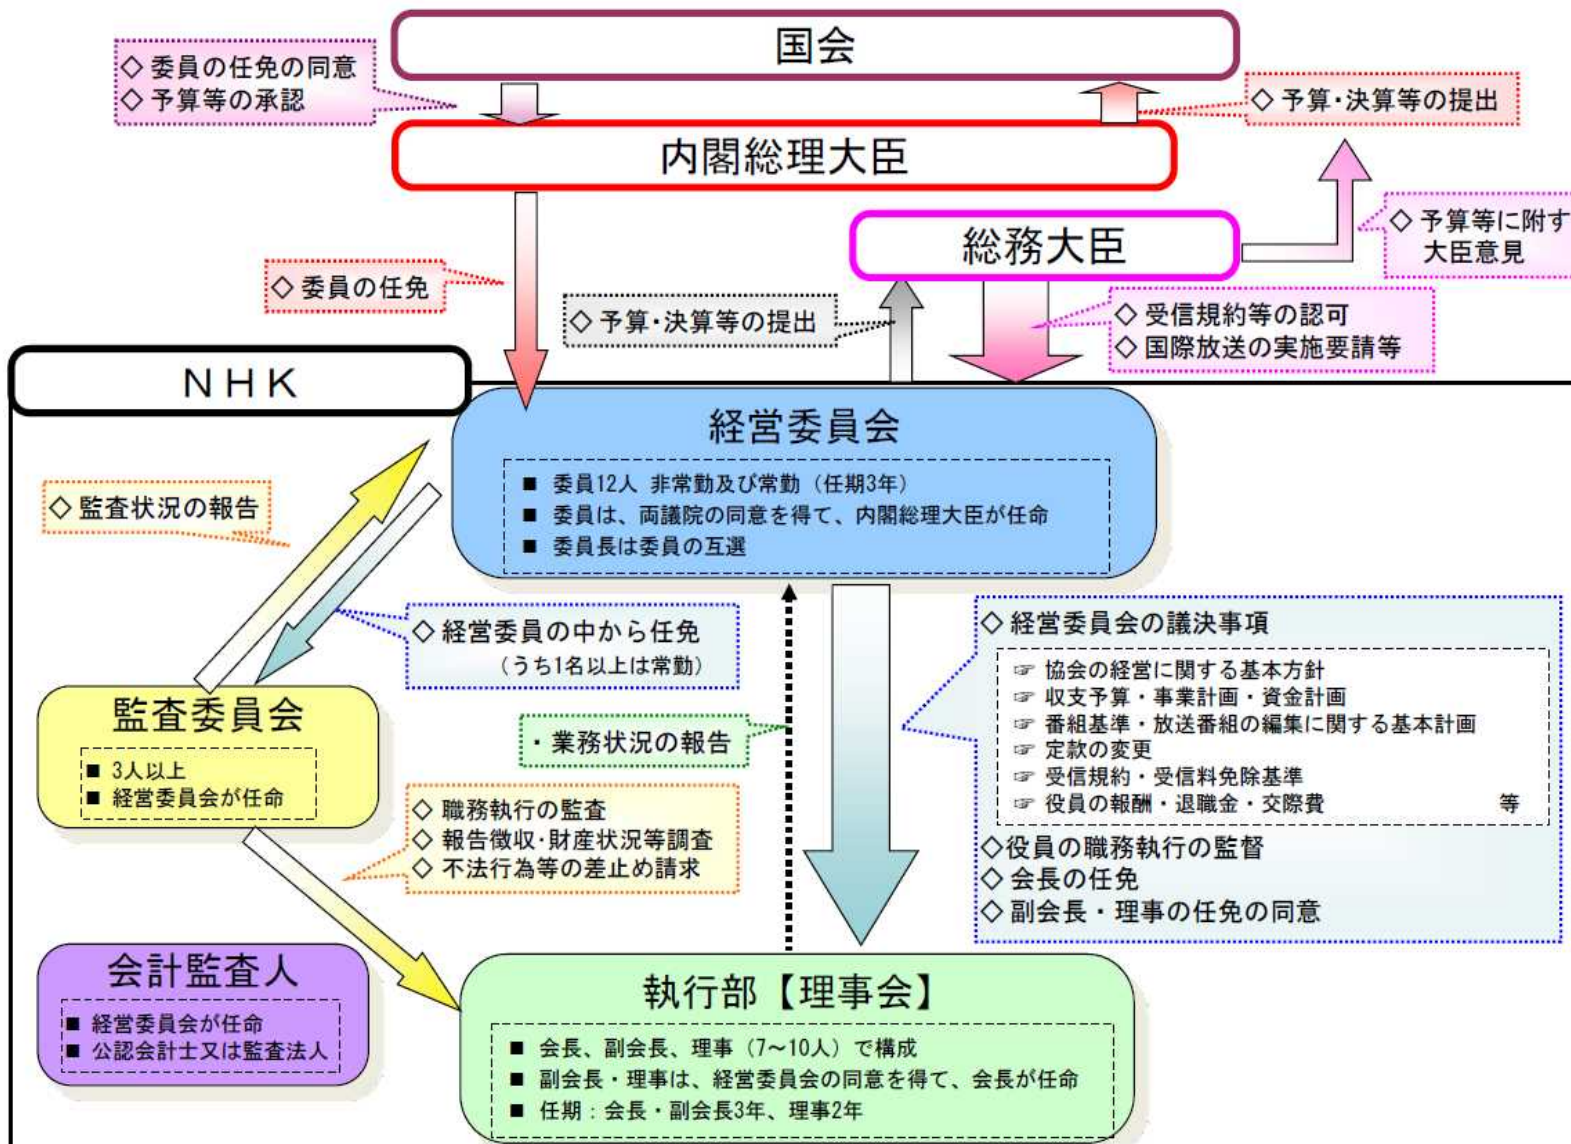 国会
◇ 委員の任免の同意
◇ 予算等の承認
◇ 予算・決算等の提出
内閣総理大臣
総務大臣
◇ 予算等に附す
大臣意見
◇ 委員の任免
◇ 予算・決算等の提出
◇ 受信規約等の認可
◇ 国際放送の実施要請等
NHK
経営委員会
■ 委員12人 非常勤及び常勤（任期3年）
■ 委員は、両議院の同意を得て、内閣総理大臣が任命
■ 委員長は委員の互選
◇ 監査状況の報告
◇ 経営委員の中から任免
（うち1名以上は常勤）
◇ 経営委員会の議決事項
☞ 協会の経営に関する基本方針
☞ 収支予算・事業計画・資金計画
☞ 番組基準・放送番組の編集に関する基本計画
☞ 定款の変更
☞ 受信規約・受信料免除基準
☞ 役員の報酬・退職金・交際費 等
◇役員の職務執行の監督
◇ 会長の任免
◇ 副会長・理事の任免の同意
監査委員会
■ 3人以上
■ 経営委員会が任命
・業務状況の報告
◇ 職務執行の監査
◇ 報告徴収・財産状況等調査
◇ 不法行為等の差止め請求
会計監査人
■ 経営委員会が任命
■ 公認会計士又は監査法人
執行部【理事会】
■ 会長、副会長、理事（7～10人）で構成
■ 副会長・理事は、経営委員会の同意を得て、会長が任命
■ 任期：会長・副会長3年、理事2年